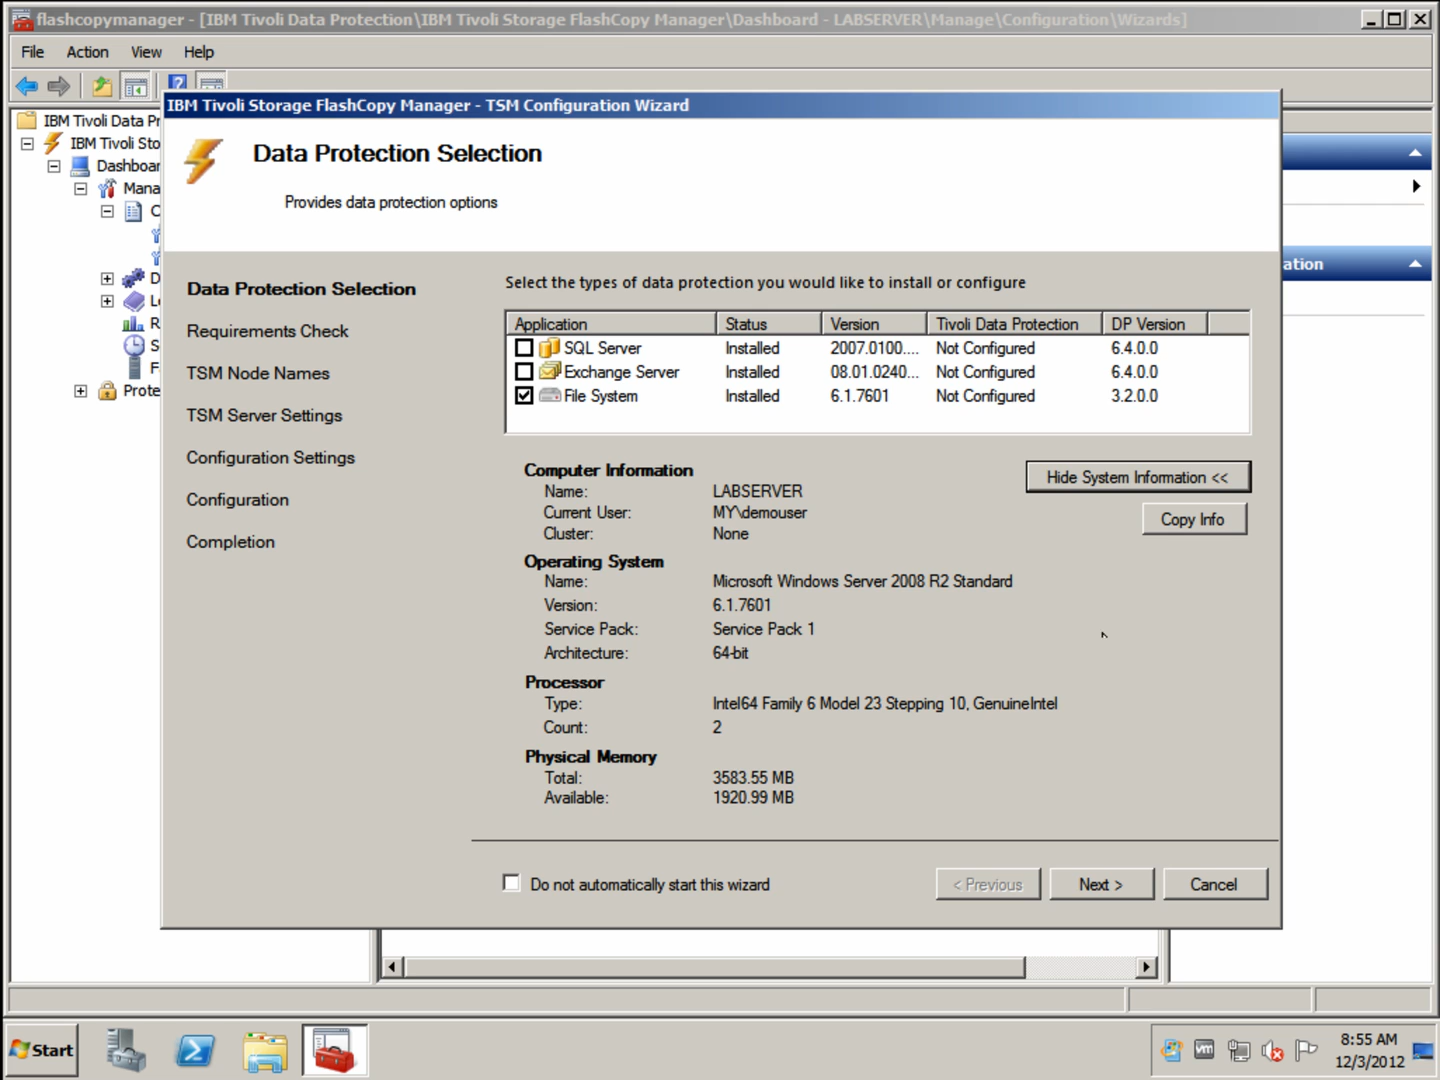 flashcopymanager - [IBM Tivoli Data Protection\IBM Tivoli Storage FlashCopy Manager\Dashboard - LABSERVER\Manage\Configuration\Wizards]
File Action View Help
IBM Tivoli Data Pr
IBM Tivoli Sto
Dashboar
Mana
C
D
L
R
S
F
Prote
ation
IBM Tivoli Storage FlashCopy Manager - TSM Configuration Wizard
Data Protection Selection
Provides data protection options
Data Protection Selection
Requirements Check
TSM Node Names
TSM Server Settings
Configuration Settings
Configuration
Completion
Select the types of data protection you would like to install or configure
Application Status Version Tivoli Data Protection DP Version
SQL Server Installed 2007.0100.... Not Configured 6.4.0.0
Exchange Server Installed 08.01.0240... Not Configured 6.4.0.0
File System Installed 6.1.7601 Not Configured 3.2.0.0
Hide System Information <<
Copy Info
Computer Information
Name: LABSERVER
Current User: MY\demouser
Cluster: None
Operating System
Name: Microsoft Windows Server 2008 R2 Standard
Version: 6.1.7601
Service Pack: Service Pack 1
Architecture: 64-bit
Processor
Type: Intel64 Family 6 Model 23 Stepping 10, GenuineIntel
Count: 2
Physical Memory
Total: 3583.55 MB
Available: 1920.99 MB
Do not automatically start this wizard
< Previous Next > Cancel
Start
vm
8:55 AM
12/3/2012